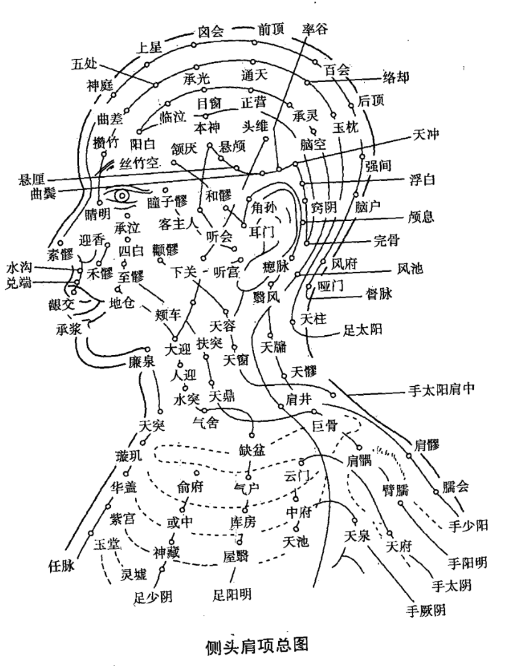 囟会
前顶
率谷
上星
五处
百会
神庭
承光
通天
络却
目窗
正营
后顶
曲差
临泣
承灵
玉枕
本神
攒竹
阳白
头维
脑空
天冲
颔厌
悬颅
丝竹空
强间
悬厘
浮白
曲鬓
瞳子髎
和髎
角孙
窍阴
脑户
睛明
客主人
颅息
承泣
耳门
迎香
听会
完骨
素髎
四白
颧髎
水沟
禾髎
至髎
下关
听宫
瘛脉
风府
风池
兑端
哑门
龈交
地仓
翳风
督脉
颊车
天容
天柱
承浆
足太阳
大迎
扶突
天窗
天牖
廉泉
人迎
天髎
手太阳肩中
水突
天鼎
肩井
气舍
巨骨
天突
肩髎
璇玑
缺盆
肩髃
云门
华盖
俞府
气户
臂臑
臑会
中府
紫宫
或中
库房
手少阳
玉堂
天池
天泉
天府
神藏
屋翳
手阳明
任脉
灵墟
手太阴
足少阴
足阳明
手厥阴
侧头肩项总图